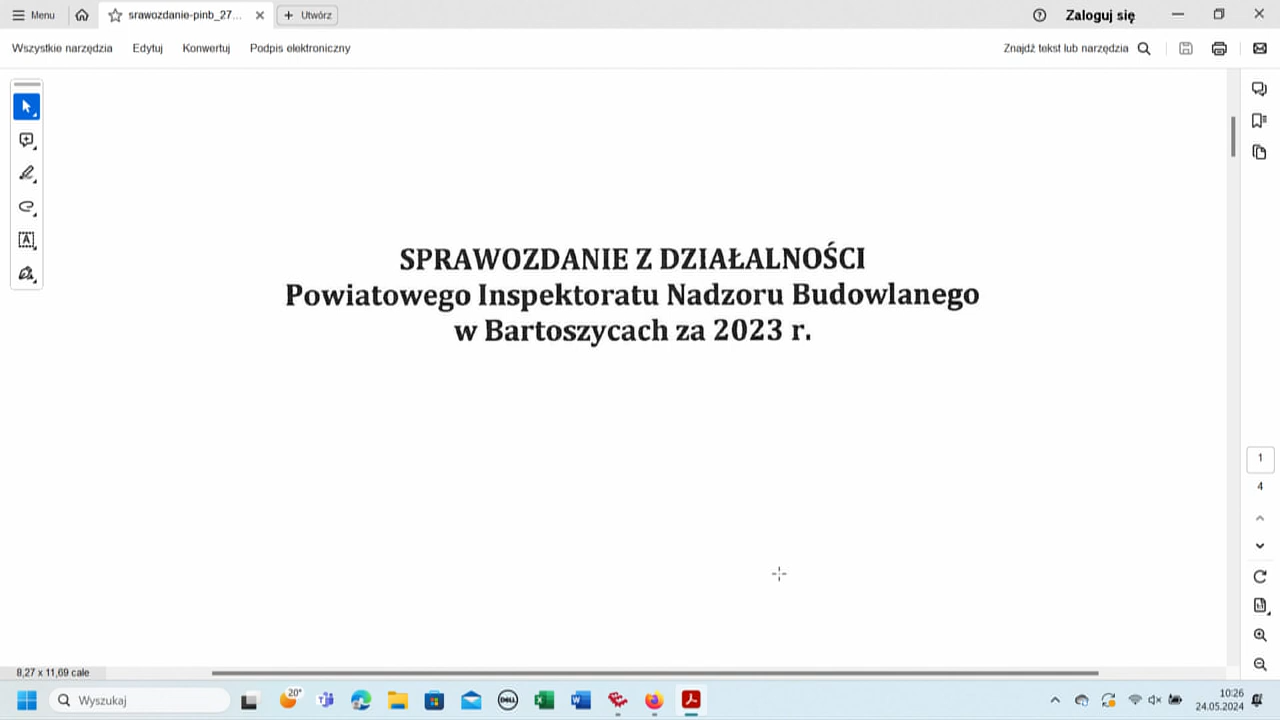 Menu
srawozdanie-pinb_27...
Utwórz
Zaloguj się
Wszystkie narzędzia
Edytuj
Konwertuj
Podpis elektroniczny
Znajdź tekst lub narzędzia
SPRAWOZDANIE Z DZIAŁALNOŚCI
Powiatowego Inspektoratu Nadzoru Budowlanego
w Bartoszycach za 2023 r.
1
4
9,27 x 11,69 cale
Wyszukaj
20°
DELL
10:26
24.05.2024